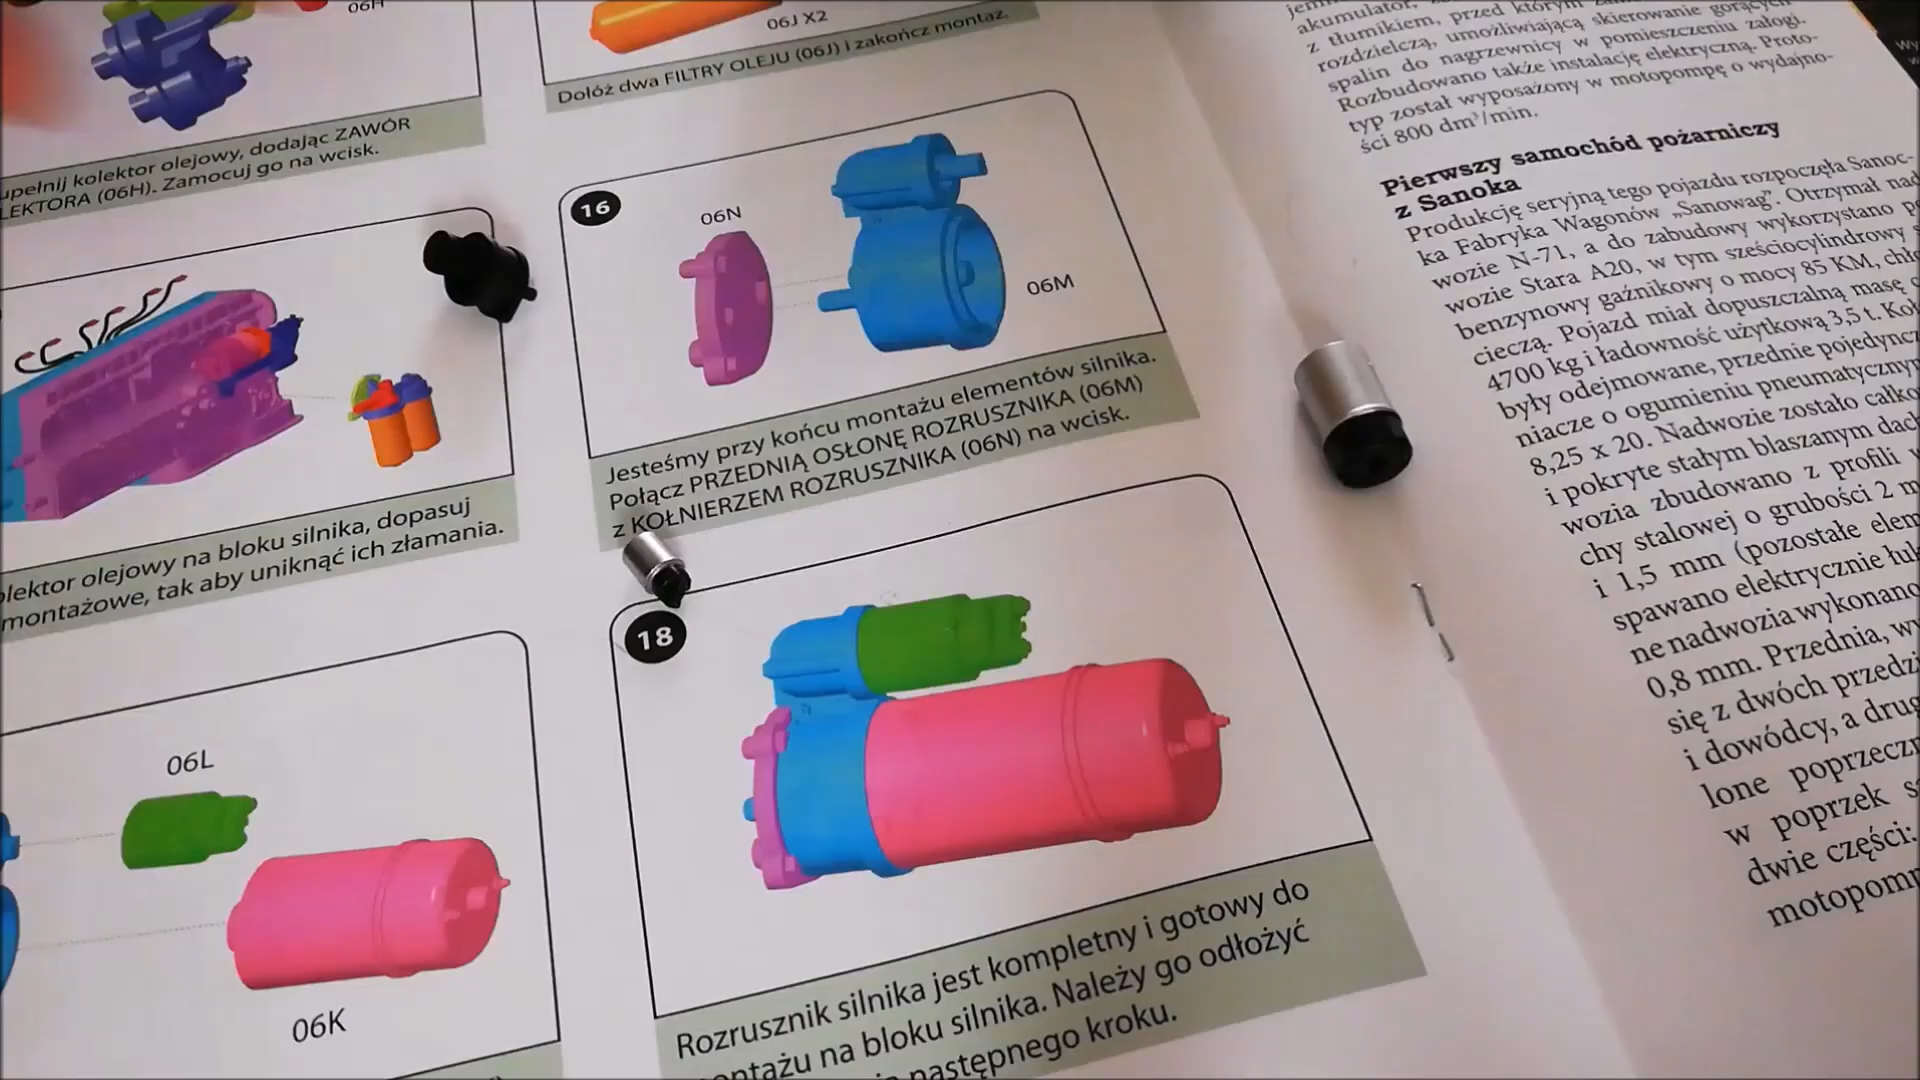 06H
06J X2
Dołóż dwa FILTRY OLEJU (06J) i zakończ montaż.
kolektor olejowy, dodając ZAWÓR
(06H). Zamocuj go na wcisk.
16
06N
06M
Jesteśmy przy końcu montażu elementów silnika.
Połącz PRZEDNIĄ OSŁONĘ ROZRUSZNIKA (06M)
z KOŁNIERZEM ROZRUSZNIKA (06N) na wcisk.
olejowy na bloku silnika, dopasuj
montażowe, tak aby uniknąć ich złamania.
06L
06K
18
Rozrusznik silnika jest kompletny i gotowy do
na bloku silnika. Należy go odłożyć
następnego kroku.
akumulator,
z tłumikiem, przed którym
rozdzielczą, umożliwiającą skierowanie gorących
spalin do nagrzewnicy w pomieszczeniu załogi.
Rozbudowano także instalację elektryczną. Proto-
typ został wyposażony w motopompę o wydajno-
ści 800 dm³/min.
Pierwszy samochód pożarniczy
z Sanoka
Produkcję seryjną tego pojazdu rozpoczęła Sanoc-
ka Fabryka Wagonów „Sanowag”. Otrzymał
wozie N-71, a do zabudowy wykorzystano
wozie Stara A20, w tym sześciocylindrowy
benzynowy gaźnikowy o mocy 85 KM,
cieczą. Pojazd miał dopuszczalną masę
4700 kg i ładowność użytkową 3,5 t.
były odejmowane, przednie
niacze o ogumieniu
8,25 x 20. Nadwozie zostało
i pokryte stałym blaszanym
wozia zbudowano z profili
chy stalowej o grubości 2
i 1,5 mm (pozostałe
spawano elektrycznie
ne nadwozia
0,8 mm. Przednia,
się z dwóch
i dowódcy, a
lone
w poprzek
dwie części: